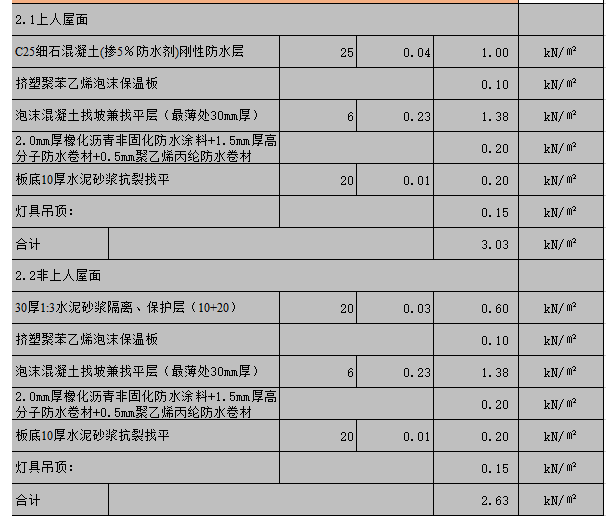 2.1上人屋面
C25细石混凝土(掺5%防水剂)刚性防水层 25 0.04 1.00 kN/㎡
挤塑聚苯乙烯泡沫保温板 0.10 kN/㎡
泡沫混凝土找坡兼找平层（最薄处30mm厚） 6 0.23 1.38 kN/㎡
2.0mm厚橡化沥青非固化防水涂料+1.5mm厚高
分子防水卷材+0.5mm聚乙烯丙纶防水卷材 0.20 kN/㎡
板底10厚水泥砂浆抗裂找平 20 0.01 0.20 kN/㎡
灯具吊顶： 0.15 kN/㎡
合计 3.03 kN/㎡
2.2非上人屋面
30厚1:3水泥砂浆隔离、保护层（10+20） 20 0.03 0.60 kN/㎡
挤塑聚苯乙烯泡沫保温板 0.10 kN/㎡
泡沫混凝土找坡兼找平层（最薄处30mm厚） 6 0.23 1.38 kN/㎡
2.0mm厚橡化沥青非固化防水涂料+1.5mm厚高
分子防水卷材+0.5mm聚乙烯丙纶防水卷材 0.20 kN/㎡
板底10厚水泥砂浆抗裂找平 20 0.01 0.20 kN/㎡
灯具吊顶： 0.15 kN/㎡
合计 2.63 kN/㎡